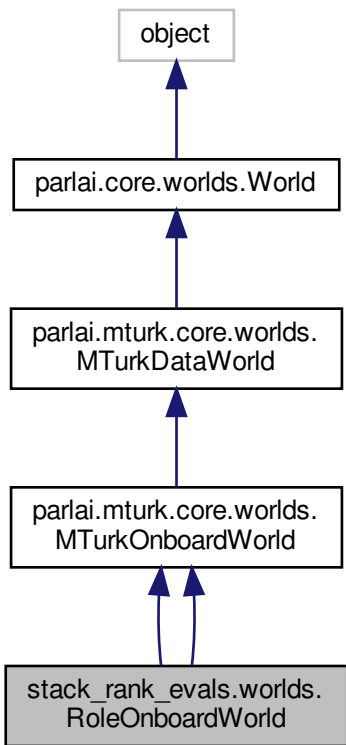 object
parlai.core.worlds.World
parlai.mturk.core.worlds.
MTurkDataWorld
parlai.mturk.core.worlds.
MTurkOnboardWorld
stack_rank_evals.worlds.
RoleOnboardWorld